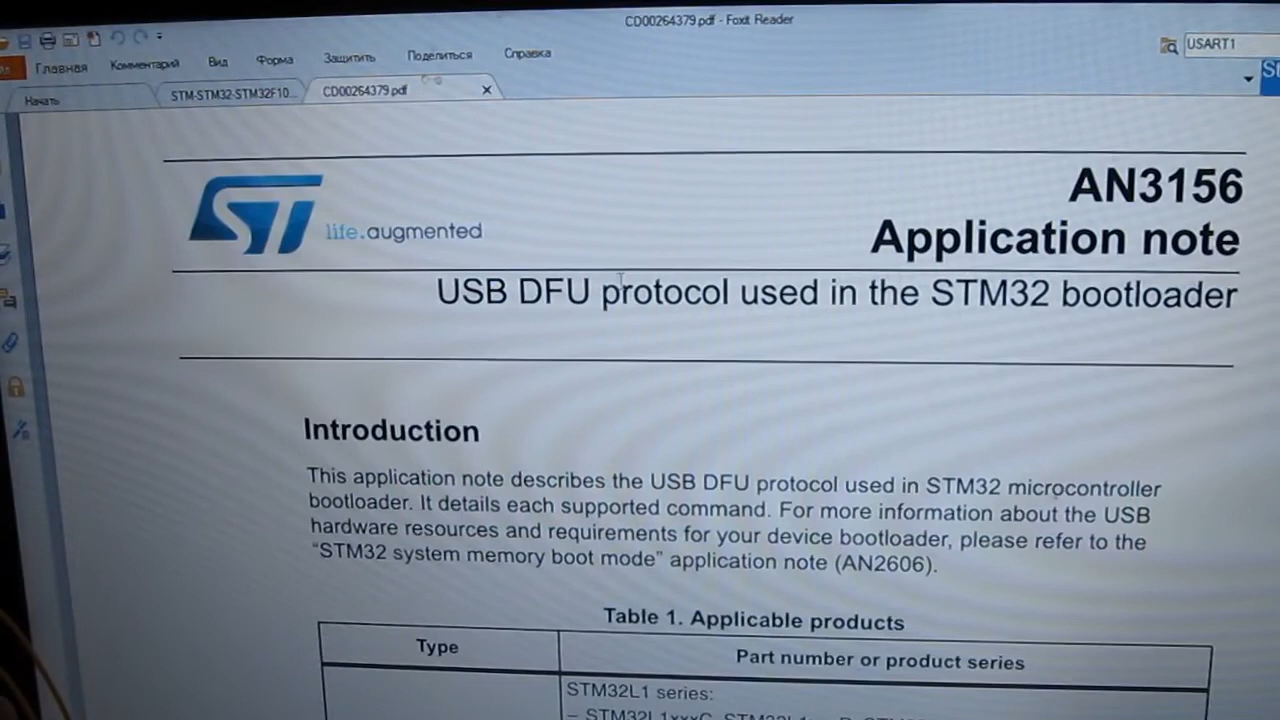 CD00264379.pdf - Foxit Reader
USART1
Главная Комментарий Вид Форма Защитить Поделиться Справка
Начать STM-STM32-STM32F10... CD00264379.pdf
ST life.augmented
AN3156
Application note
USB DFU protocol used in the STM32 bootloader
Introduction
This application note describes the USB DFU protocol used in STM32 microcontroller
bootloader. It details each supported command. For more information about the USB
hardware resources and requirements for your device bootloader, please refer to the
“STM32 system memory boot mode” application note (AN2606).
Table 1. Applicable products
Type Part number or product series
STM32L1 series: